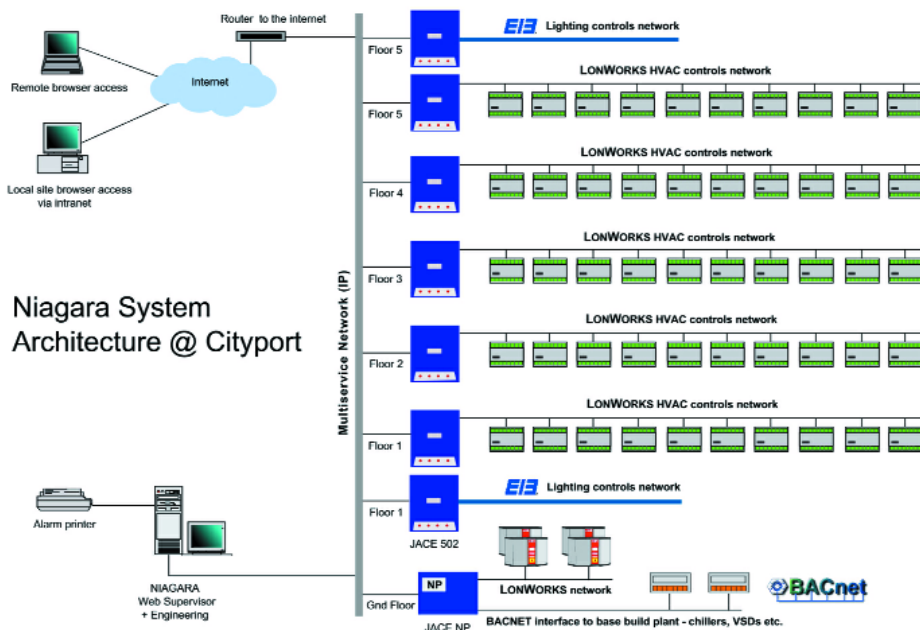 Router to the internet
Internet
Remote browser access
Local site browser access
via intranet
Niagara System
Architecture @ Cityport
Alarm printer
NIAGARA
Web Supervisor
+ Engineering
Multiservice Network (IP)
Floor 5
EIB Lighting controls network
Floor 5
LONWORKS HVAC controls network
Floor 4
LONWORKS HVAC controls network
Floor 3
LONWORKS HVAC controls network
Floor 2
LONWORKS HVAC controls network
Floor 1
LONWORKS HVAC controls network
Floor 1
EIB Lighting controls network
JACE 502
Gnd Floor
NP
JACE NP
LONWORKS network
BACnet
BACNET interface to base build plant - chillers, VSDs etc.